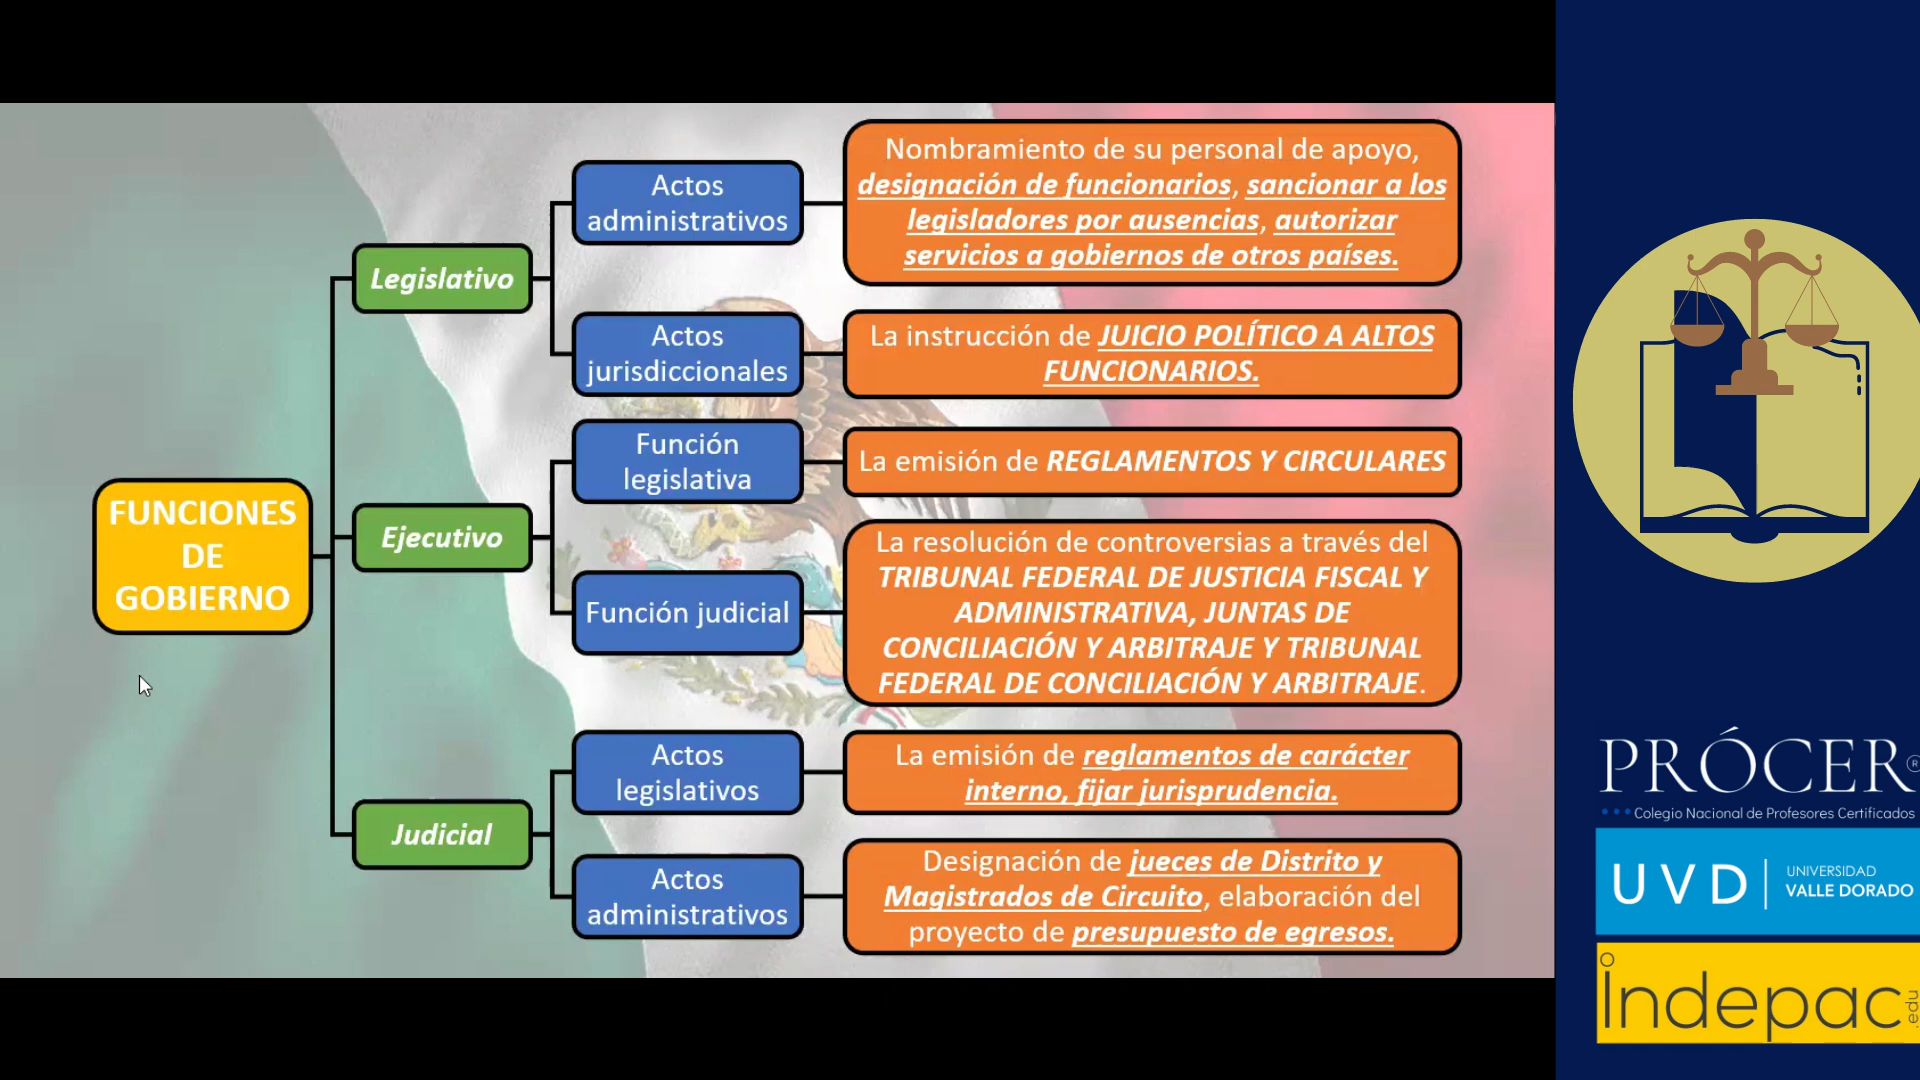 FUNCIONES
DE
GOBIERNO
Legislativo
Actos
administrativos
Nombramiento de su personal de apoyo,
designación de funcionarios, sancionar a los
legisladores por ausencias, autorizar
servicios a gobiernos de otros países.
Actos
jurisdiccionales
La instrucción de JUICIO POLÍTICO A ALTOS
FUNCIONARIOS.
Ejecutivo
Función
legislativa
La emisión de REGLAMENTOS Y CIRCULARES
Función judicial
La resolución de controversias a través del
TRIBUNAL FEDERAL DE JUSTICIA FISCAL Y
ADMINISTRATIVA, JUNTAS DE
CONCILIACIÓN Y ARBITRAJE Y TRIBUNAL
FEDERAL DE CONCILIACIÓN Y ARBITRAJE.
Judicial
Actos
legislativos
La emisión de reglamentos de carácter
interno, fijar jurisprudencia.
Actos
administrativos
Designación de jueces de Distrito y
Magistrados de Circuito, elaboración del
proyecto de presupuesto de egresos.
PRÓCER®
Colegio Nacional de Profesores Certificados
UVD
UNIVERSIDAD
VALLE DORADO
indepac
.edu